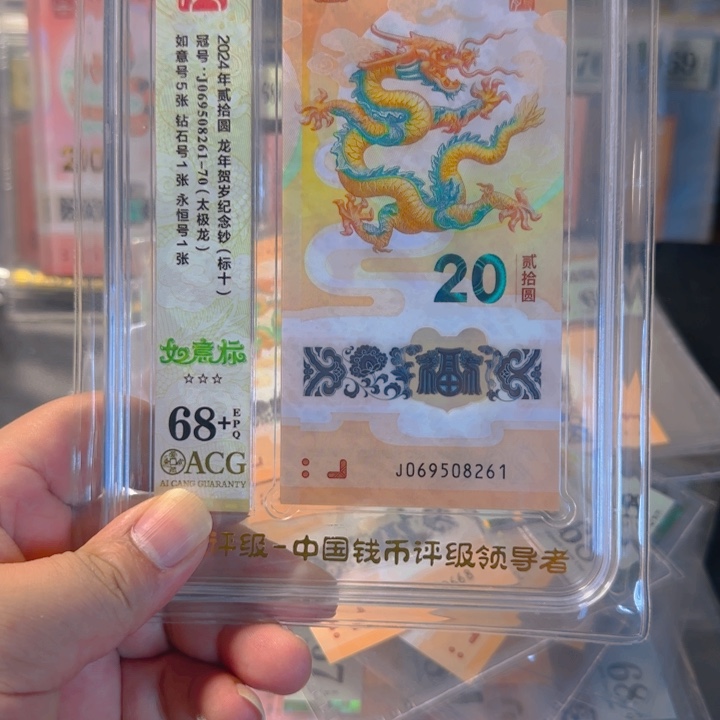 2024年贰拾圆 龙年贺岁纪念钞(标十)
冠号:J069508261-70(太极龙)
如意号5张 钻石号1张 永恒号1张
如意标
☆☆☆
68+
EPQ
ACG
AI CANG GUARANTY
20
贰拾圆
福
J069508261
评级-中国钱币评级领导者